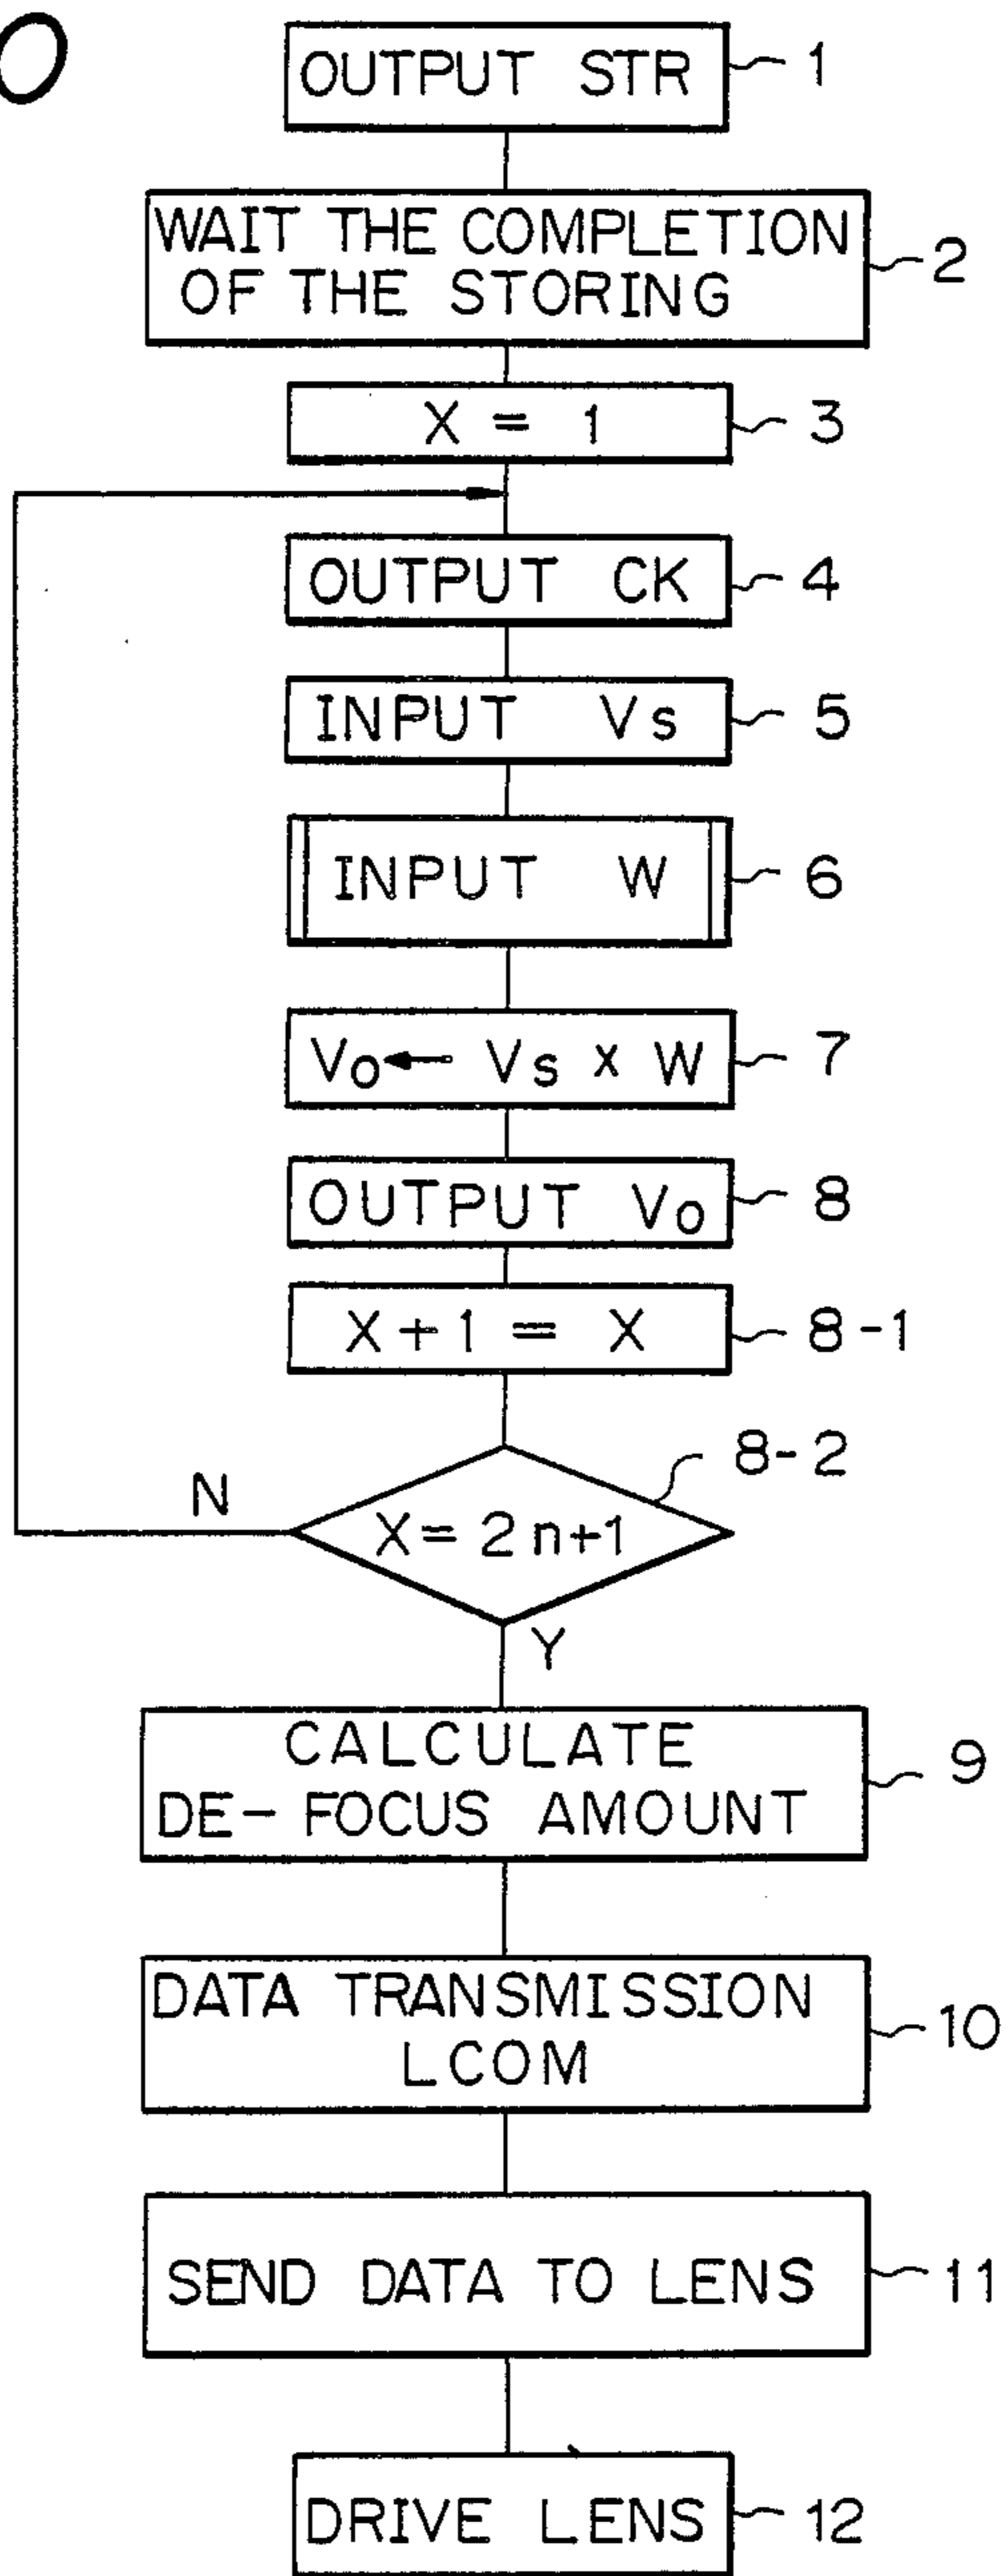 OUTPUT STR 1
WAIT THE COMPLETION
OF THE STORING 2
X = 1 3
OUTPUT CK 4
INPUT Vs 5
INPUT W 6
Vo ← Vs x W 7
OUTPUT Vo 8
X + 1 = X 8-1
8-2
N
X = 2n+1
Y
CALCULATE
DE-FOCUS AMOUNT 9
DATA TRANSMISSION
LCOM 10
SEND DATA TO LENS 11
DRIVE LENS 12